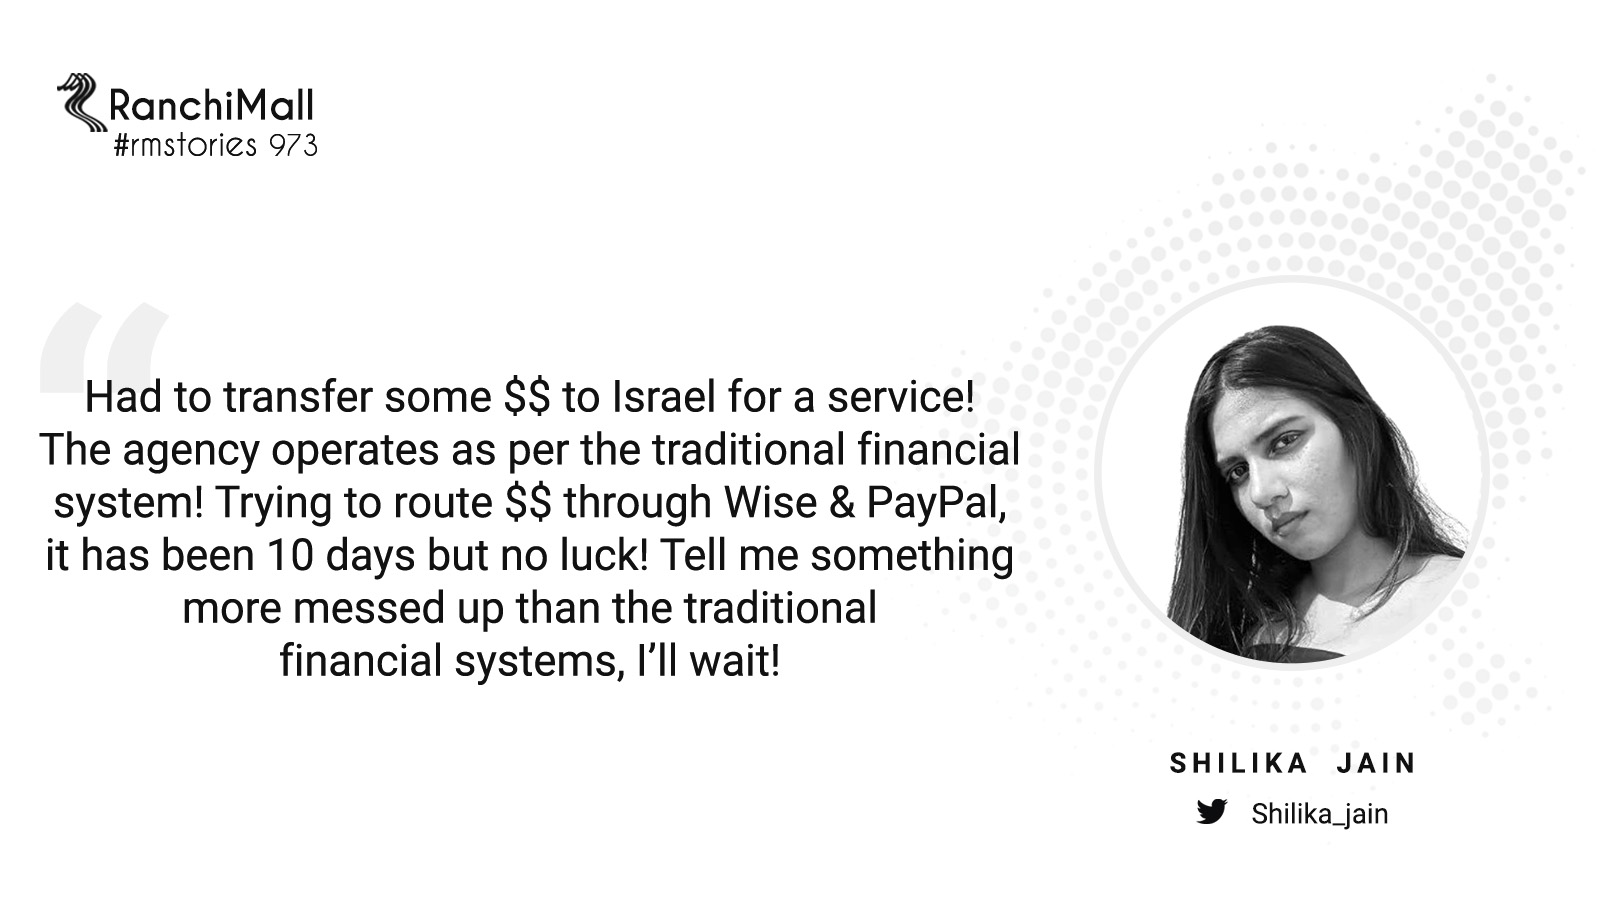 RanchiMall
#rmstories 973
“
Had to transfer some $$ to Israel for a service!
The agency operates as per the traditional financial
system! Trying to route $$ through Wise & PayPal,
it has been 10 days but no luck! Tell me something
more messed up than the traditional
financial systems, I’ll wait!
SHILIKA JAIN
Shilika_jain